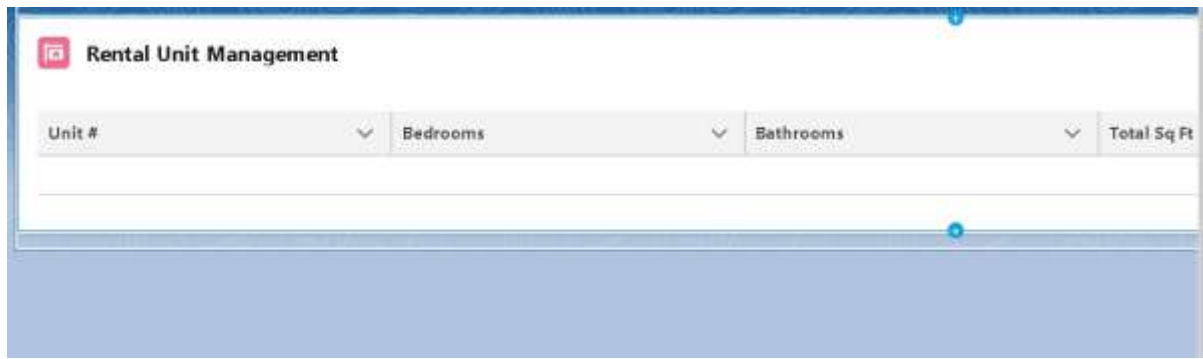 Rental Unit Management
Unit # Bedrooms Bathrooms Total Sq Ft